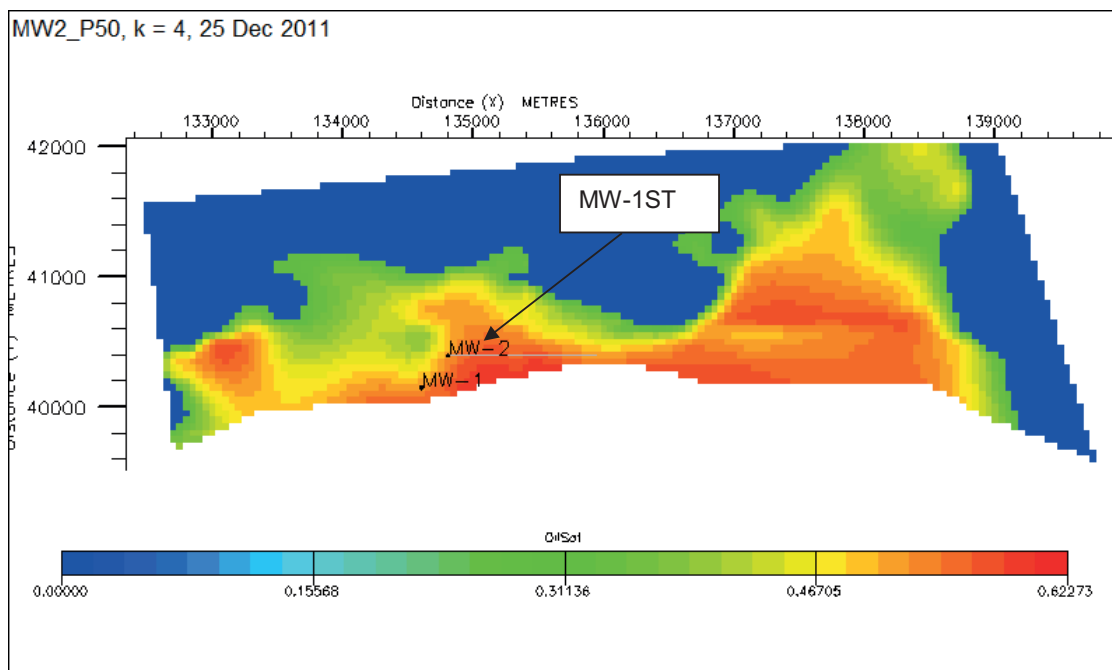 MW2_P50, k = 4, 25 Dec 2011
Distance (X) METRES
133000 134000 135000 136000 137000 138000 139000
42000
MW-1ST
41000
MW-2
MW-1
40000
OilSat
0.00000 0.15568 0.31136 0.46705 0.62273